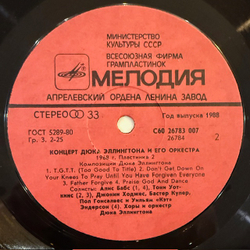 МИНИСТЕРСТВО
КУЛЬТУРЫ СССР
ВСЕСОЮЗНАЯ ФИРМА
ГРАМПЛАСТИНОК
МЕЛОДИЯ
АПРЕЛЕВСКИЙ ОРДЕНА ЛЕНИНА ЗАВОД
СТЕРЕО 33
Год выпуска 1988
ГОСТ 5289-80
Гр. 3. 2-25
С60 26783 007
26784 2
КОНЦЕРТ ДЮКА ЭЛЛИНГТОНА И ЕГО ОРКЕСТРА
1969 г. Пластинка 2
Композиции Дюка Эллингтона
1. T.G.T.T. (Too Good To Title) 2. Don't Get Down On
Your Knees To Pray Until You Have Forgiven Everyone
3. Father Forgive 4. Praise God And Dance
Солисты: Алис Бабс (1), Тони Уот-
кинс (2), Джонни Ходжес, Бастер Купер,
Пол Гонсалвес и Уильям «Кэт»
Эндерсон (4), Хоры и оркестр
Дюка Эллингтона